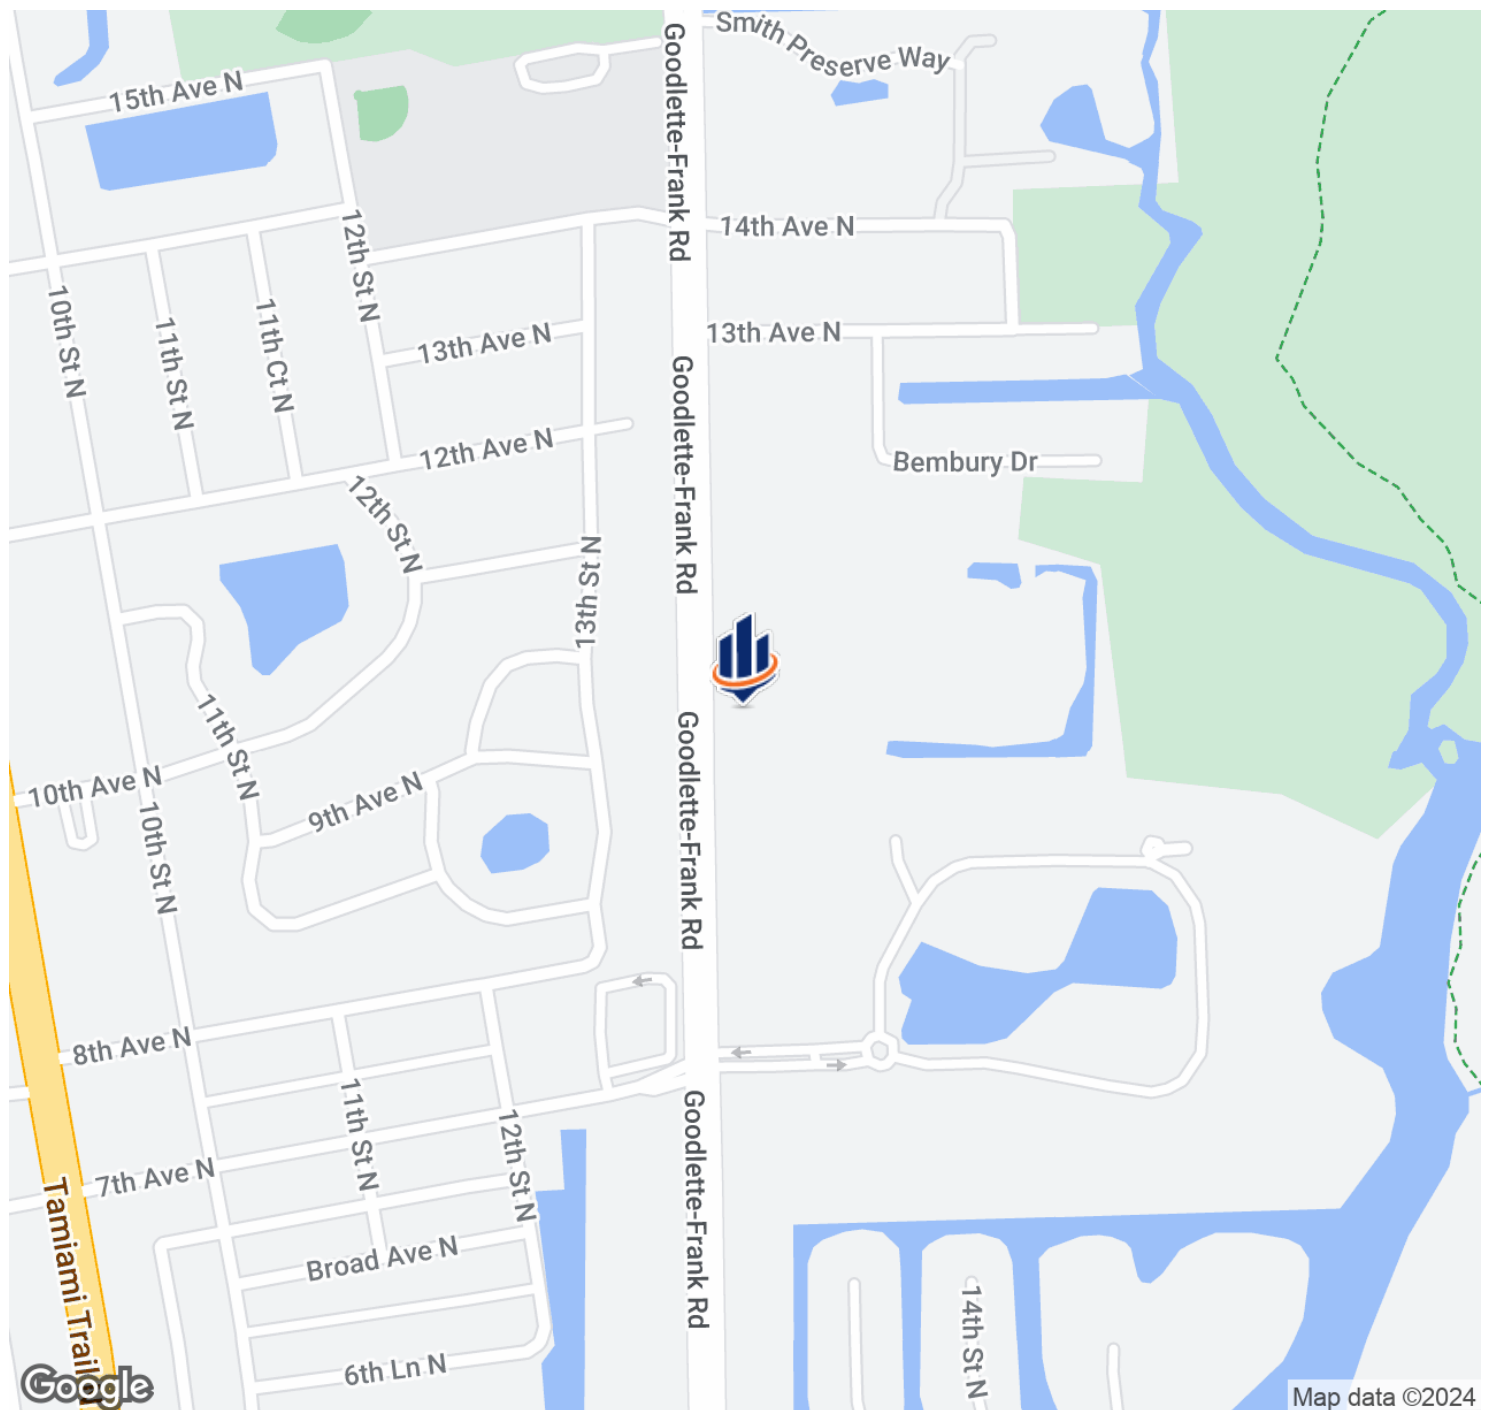 Smith Preserve Way
15th Ave N
Goodlette-Frank Rd
12th St N
14th Ave N
10th St N
11th St N
11th Ct N
13th Ave N
13th Ave N
Goodlette-Frank Rd
12th Ave N
Bembury Dr
12th St N
13th St N
11th St N
Goodlette-Frank Rd
10th Ave N
9th Ave N
10th St N
8th Ave N
11th St N
12th St N
Goodlette-Frank Rd
7th Ave N
Tamiami Trail
Broad Ave N
14th St N
6th Ln N
Google
Map data ©2024